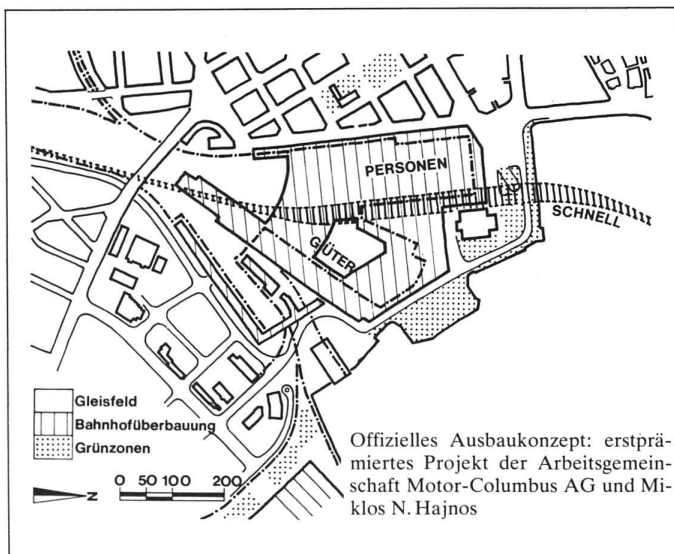 PERSONEN
GÜTER
SCHNELL
Gleisfeld
Bahnhofüberbauung
Grünzonen
0 50 100 200
N
Offizielles Ausbaukonzept: erstprä-
miertes Projekt der Arbeitsgemein-
schaft Motor-Columbus AG und Mi-
klos N. Hajnos